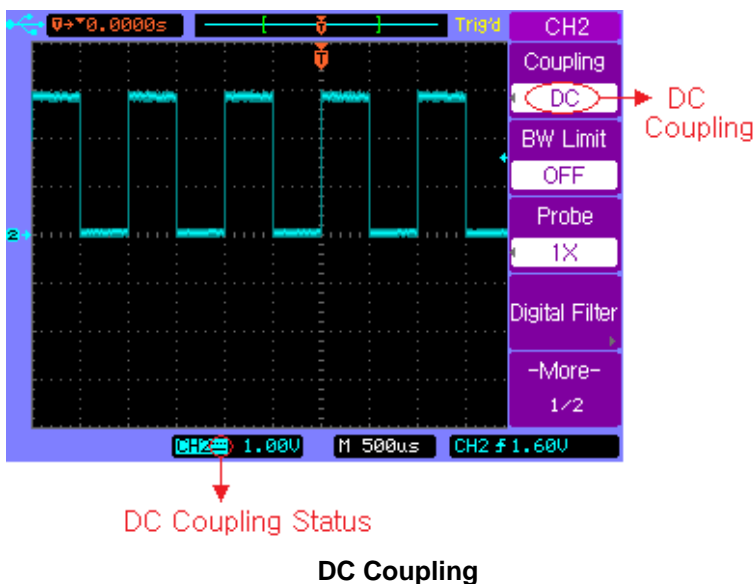 T→▼0.0000s [ T ] Trig'd CH2
T
Coupling
DC
DC
Coupling
BW Limit
OFF
Probe
1X
2
Digital Filter
-More-
1/2
CH2 1.00V M 500us CH2 1.60V
DC Coupling Status
DC Coupling